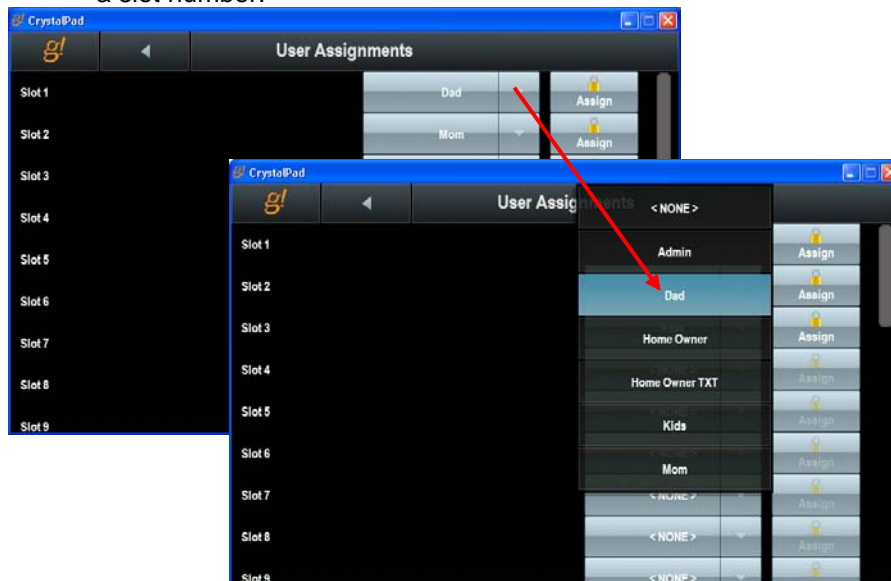 a slot number.
CrystalPad
g! User Assignments
Slot 1 Dad Assign
Slot 2 Mom Assign
Slot 3
Slot 4
Slot 5
Slot 6
Slot 7
Slot 8
Slot 9
CrystalPad
g! User Assignments
<NONE>
Slot 1 Admin Assign
Slot 2 Dad Assign
Slot 3 Home Owner Assign
Slot 4 Home Owner TXT Assign
Slot 5 Kids Assign
Slot 6 Mom Assign
Slot 7 <NONE> Assign
Slot 8 <NONE> Assign
Slot 9 <NONE>